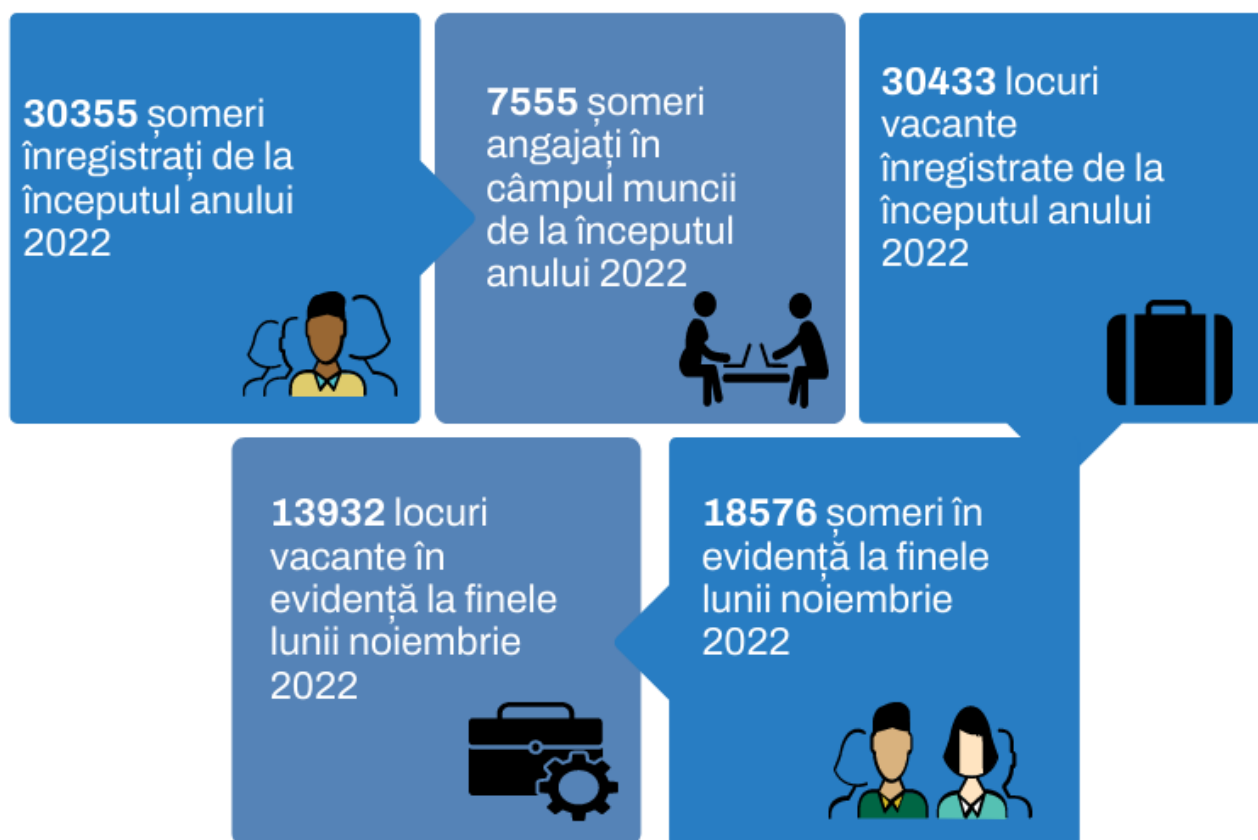 30355 șomeri
înregistrați de la
începutul anului
2022
7555 șomeri
angajați în
câmpul muncii
de la începutul
anului 2022
30433 locuri
vacante
înregistrate de la
începutul anului
2022
13932 locuri
vacante în
evidență la finele
lunii noiembrie
2022
18576 șomeri în
evidență la finele
lunii noiembrie
2022